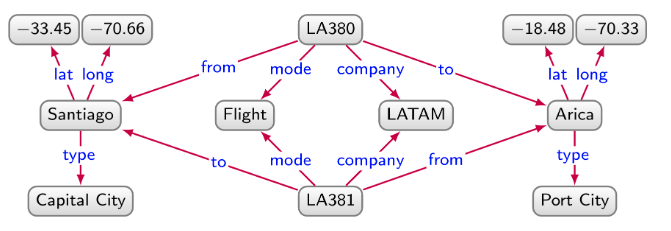 −33.45 −70.66 LA380 −18.48 −70.33
from mode company to
lat long lat long
Santiago Flight LATAM Arica
type to mode company from type
Capital City LA381 Port City